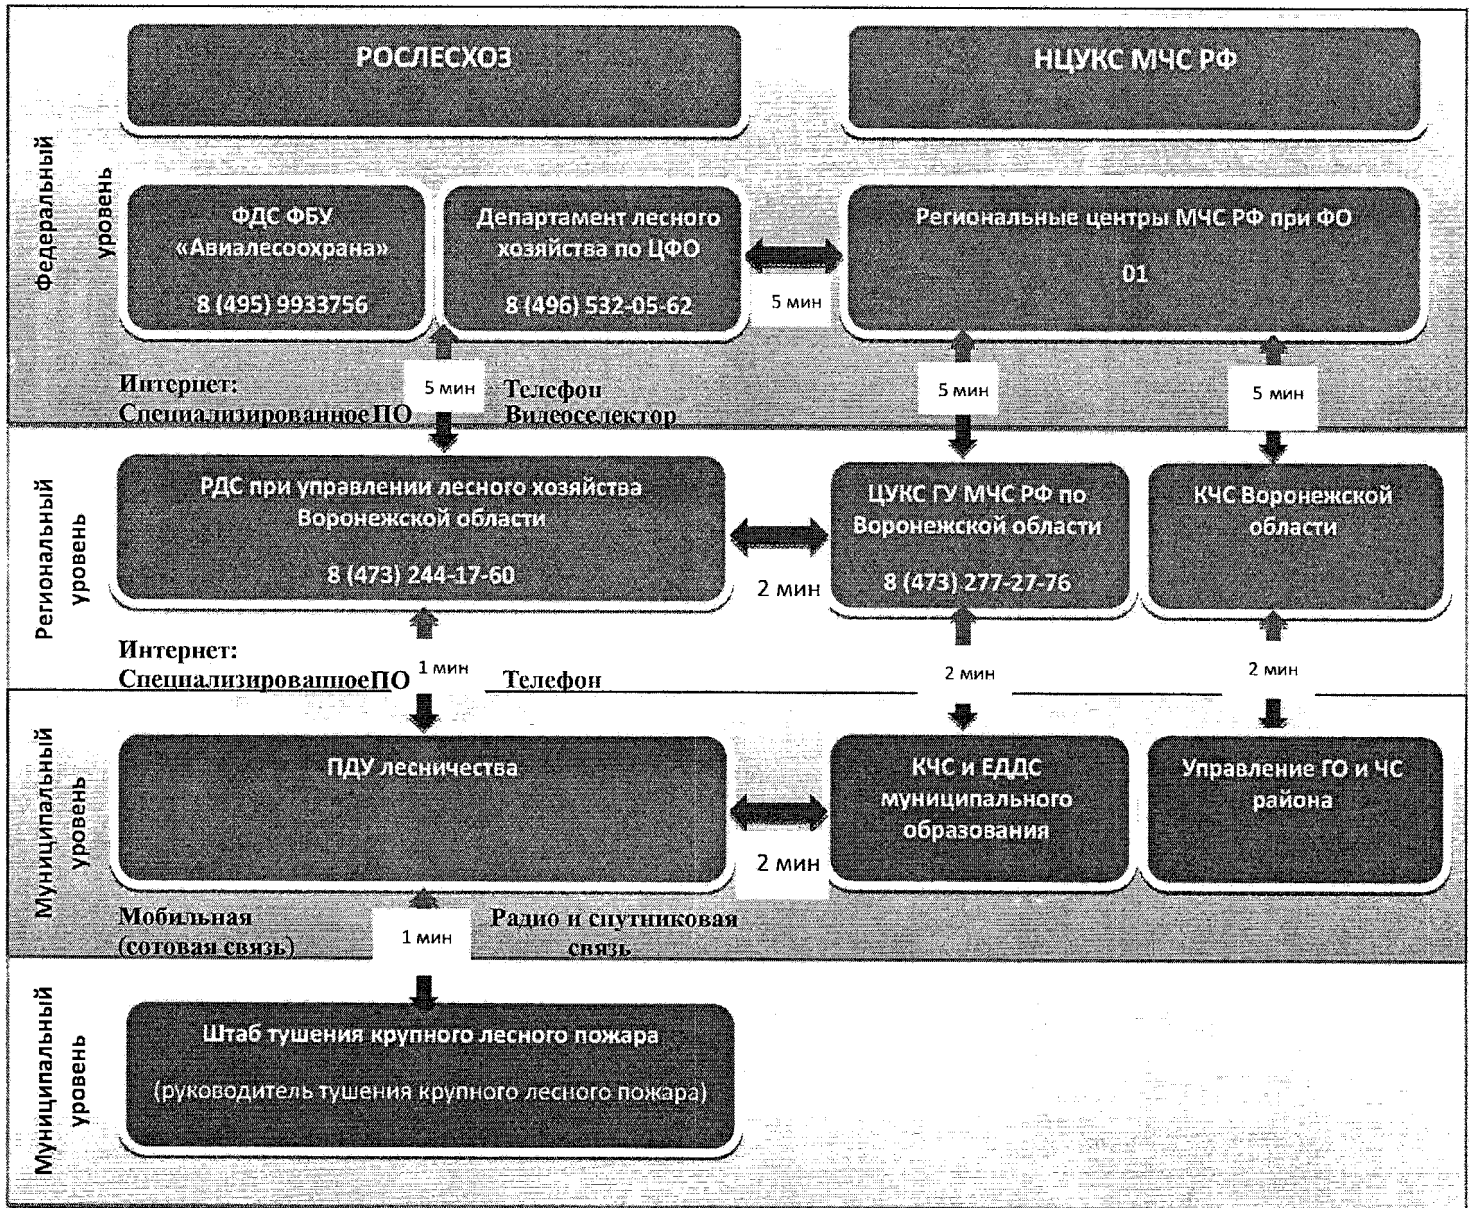 РОСЛЕСХОЗ
НЦУКС МЧС РФ
Федеральный
уровень
ФДС ФБУ
«Авиалесоохрана»
8 (495) 9933756
Департамент лесного
хозяйства по ЦФО
8 (496) 532-05-62
5 мин
Региональные центры МЧС РФ при ФО
01
Интернет:
Специализированное ПО
5 мин
Телефон
Видеоселектор
5 мин
5 мин
Региональный
уровень
РДС при управлении лесного хозяйства
Воронежской области
8 (473) 244-17-60
2 мин
ЦУКС ГУ МЧС РФ по
Воронежской области
8 (473) 277-27-76
КЧС Воронежской
области
Интернет:
Специализированное ПО
1 мин
Телефон
2 мин
2 мин
Муниципальный
уровень
ПДУ лесничества
2 мин
КЧС и ЕДДС
муниципального
образования
Управление ГО и ЧС
района
Мобильная
(сотовая связь)
1 мин
Радио и спутниковая
связь
Муниципальный
уровень
Штаб тушения крупного лесного пожара
(руководитель тушения крупного лесного пожара)